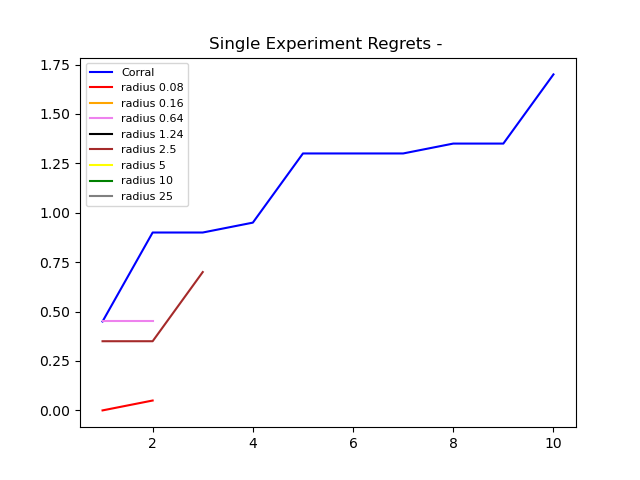 Single Experiment Regrets -
1.75
1.50
1.25
1.00
0.75
0.50
0.25
0.00
Corral
radius 0.08
radius 0.16
radius 0.64
radius 1.24
radius 2.5
radius 5
radius 10
radius 25
2 4 6 8 10